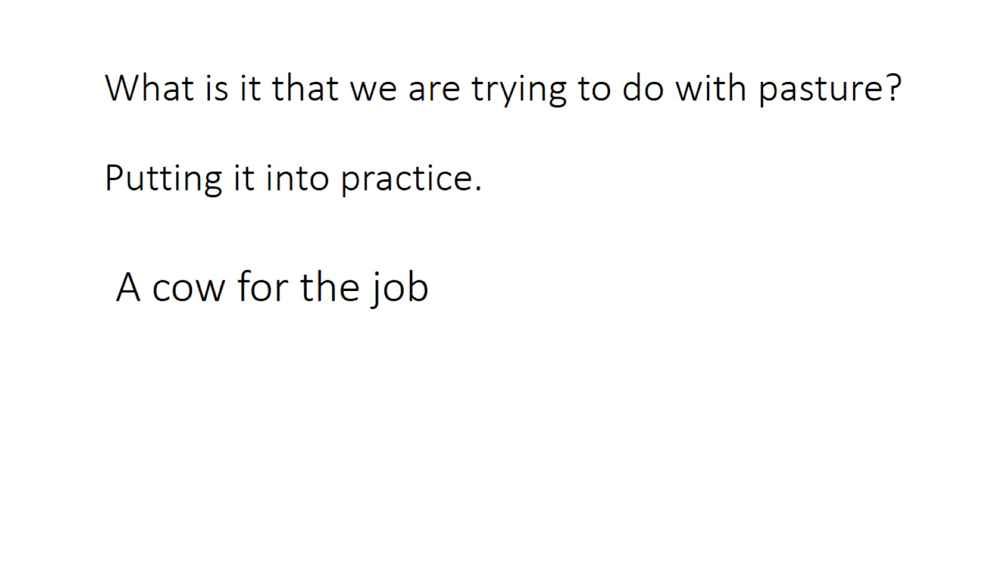 What is it that we are trying to do with pasture?
Putting it into practice.
A cow for the job